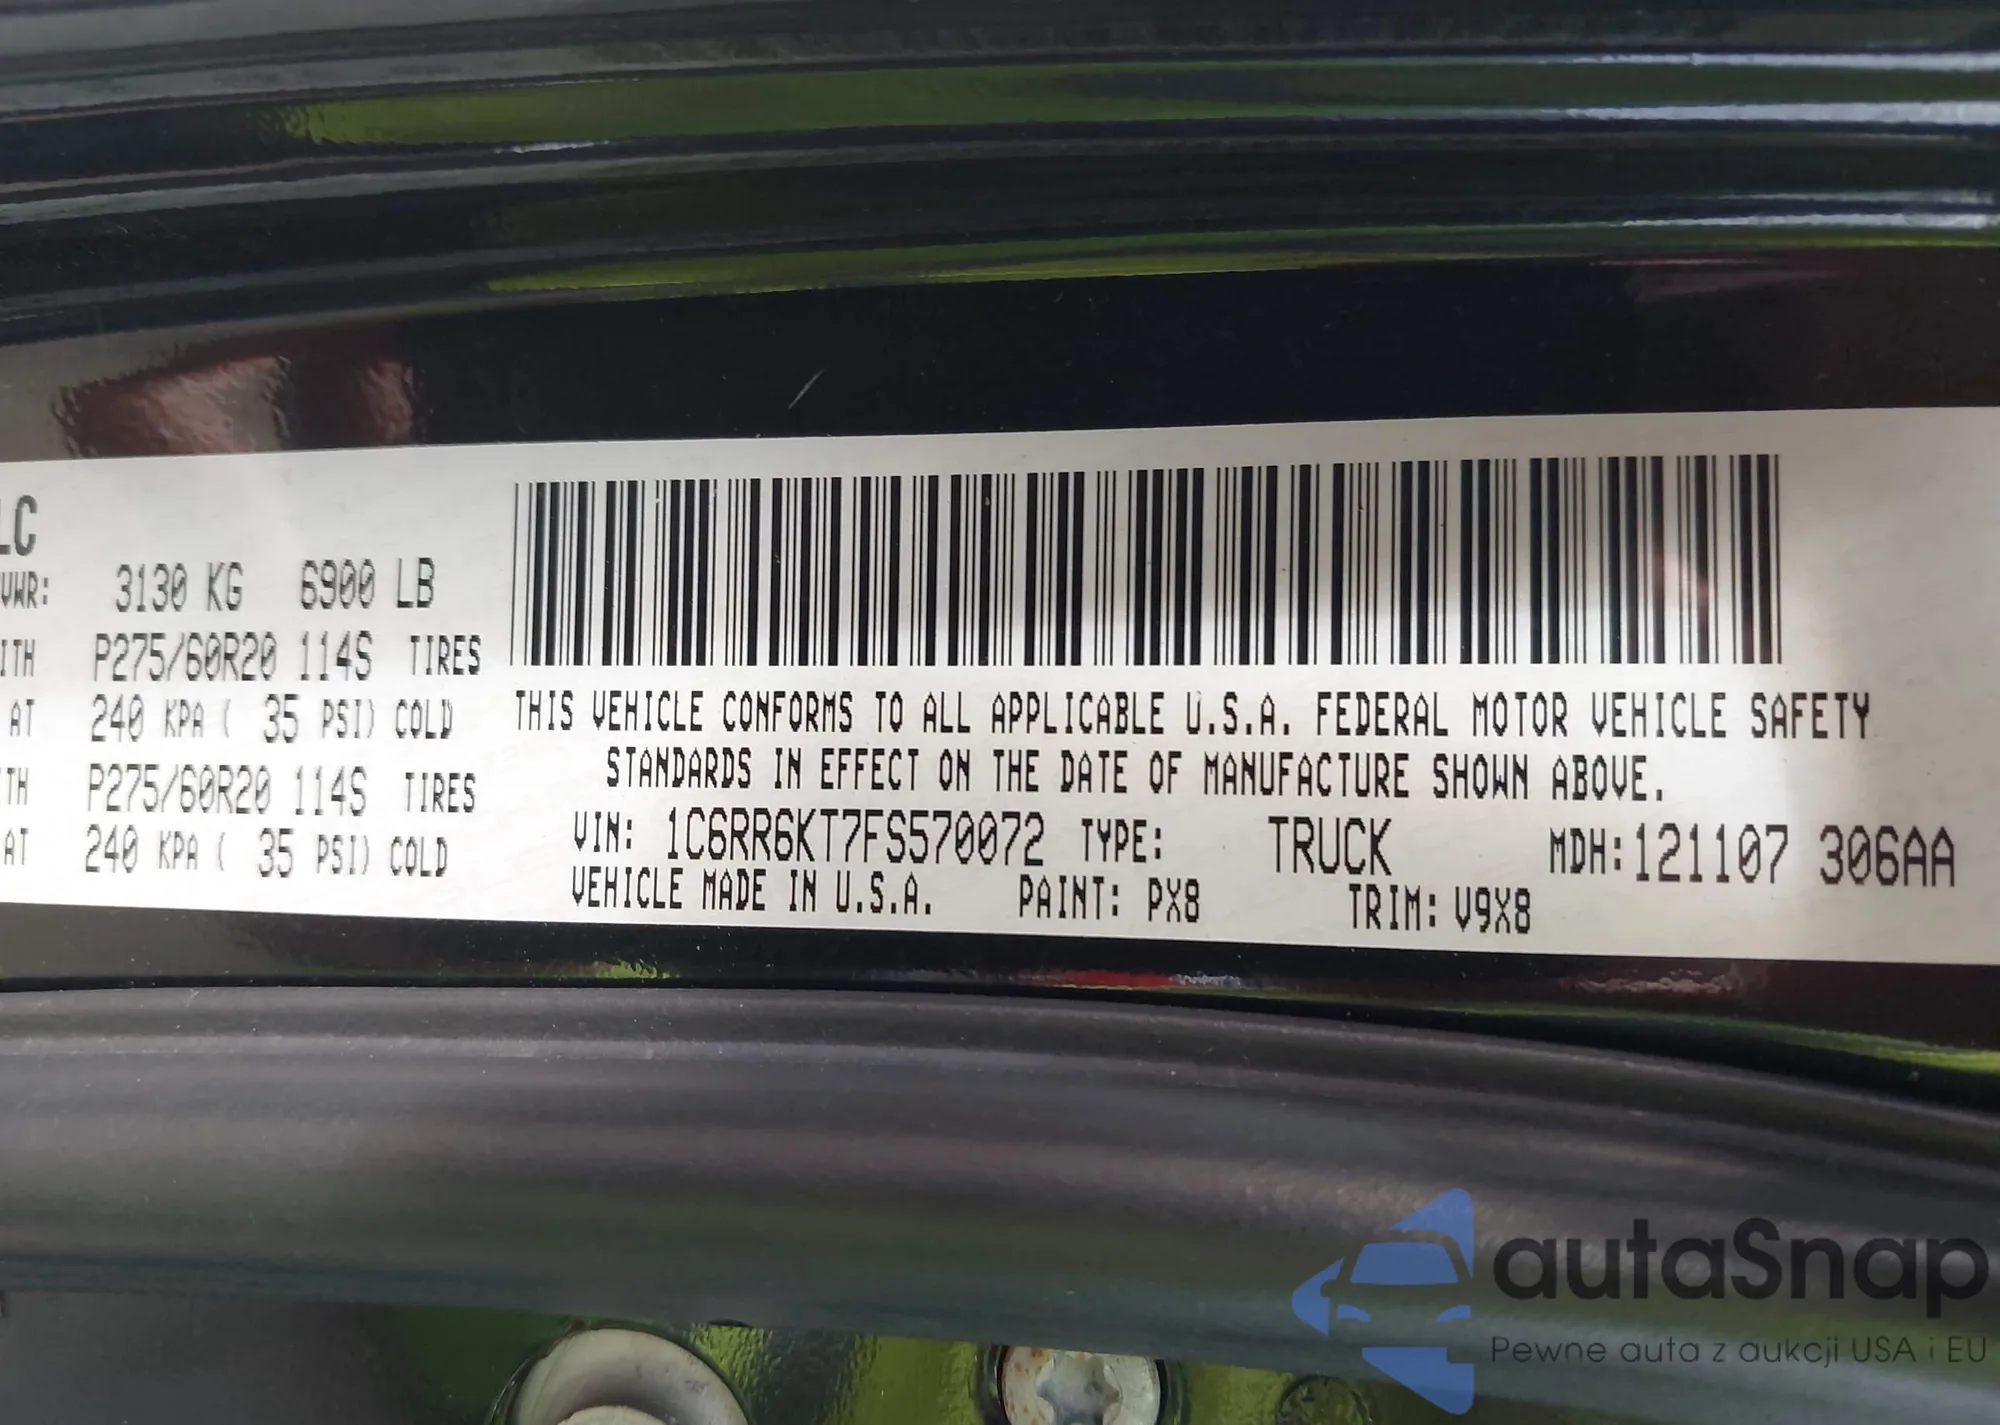 LC
VWR: 3130 KG 6900 LB
ITH P275/60R20 114S TIRES
AT 240 KPA ( 35 PSI) COLD
TH P275/60R20 114S TIRES
AT 240 KPA ( 35 PSI) COLD
THIS VEHICLE CONFORMS TO ALL APPLICABLE U.S.A. FEDERAL MOTOR VEHICLE SAFETY
STANDARDS IN EFFECT ON THE DATE OF MANUFACTURE SHOWN ABOVE.
VIN: 1C6RR6KT7FS570072 TYPE: TRUCK MDH:121107 306AA
VEHICLE MADE IN U.S.A. PAINT: PX8 TRIM: V9X8
autaSnap
Pewne auta z aukcji USA i EU